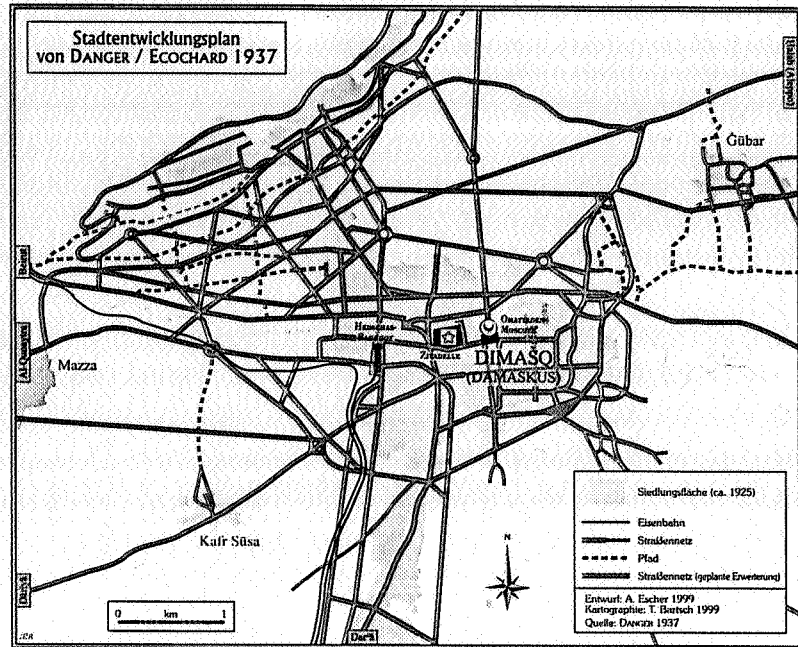 Stadtentwicklungsplan
von DANGER / ECOCHARD 1937
Ǧūbar
Beirut
Al-Qunayṭra
Mazza
HEDSCHAS-
BAHNHOF
ZITADELLE
OMAYYADEN-
MOSCHEE
DIMAŠQ
(DAMASKUS)
Kafr Sūsa
Dar'ā
0 km 1
N
Siedlungsfläche (ca. 1925)
Eisenbahn
Straßennetz
Pfad
Straßennetz (geplante Erweiterung)
Entwurf: A. Escher 1999
Kartographie: T. Bartsch 1999
Quelle: DANGER 1937